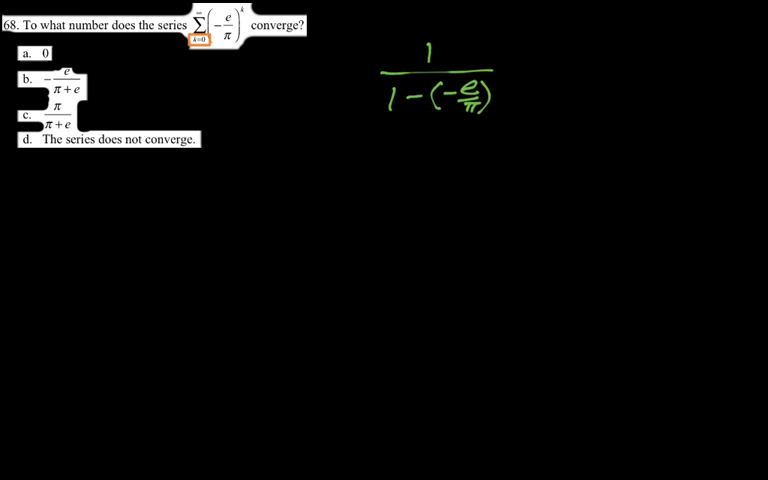 68. To what number does the series ∑_{k=0}^{∞} (-e/π)^k converge?
a. 0
b. -e/(π + e)
c. π/(π + e)
d. The series does not converge.
1/(1-(-e/π))